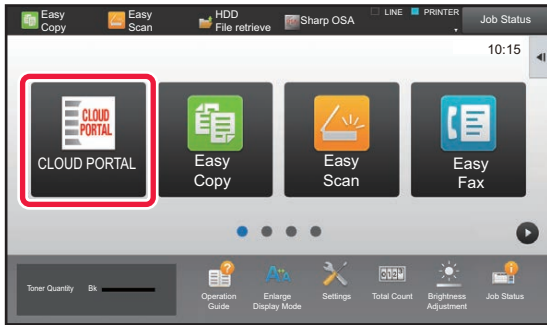 Easy
Copy
Easy
Scan
HDD
File retrieve
Sharp OSA
LINE
PRINTER
Job Status
10:15
CLOUD
PORTAL
CLOUD PORTAL
Easy
Copy
Easy
Scan
Easy
Fax
Toner Quantity Bk
Operation
Guide
Enlarge
Display Mode
Settings
Total Count
Brightness
Adjustment
Job Status